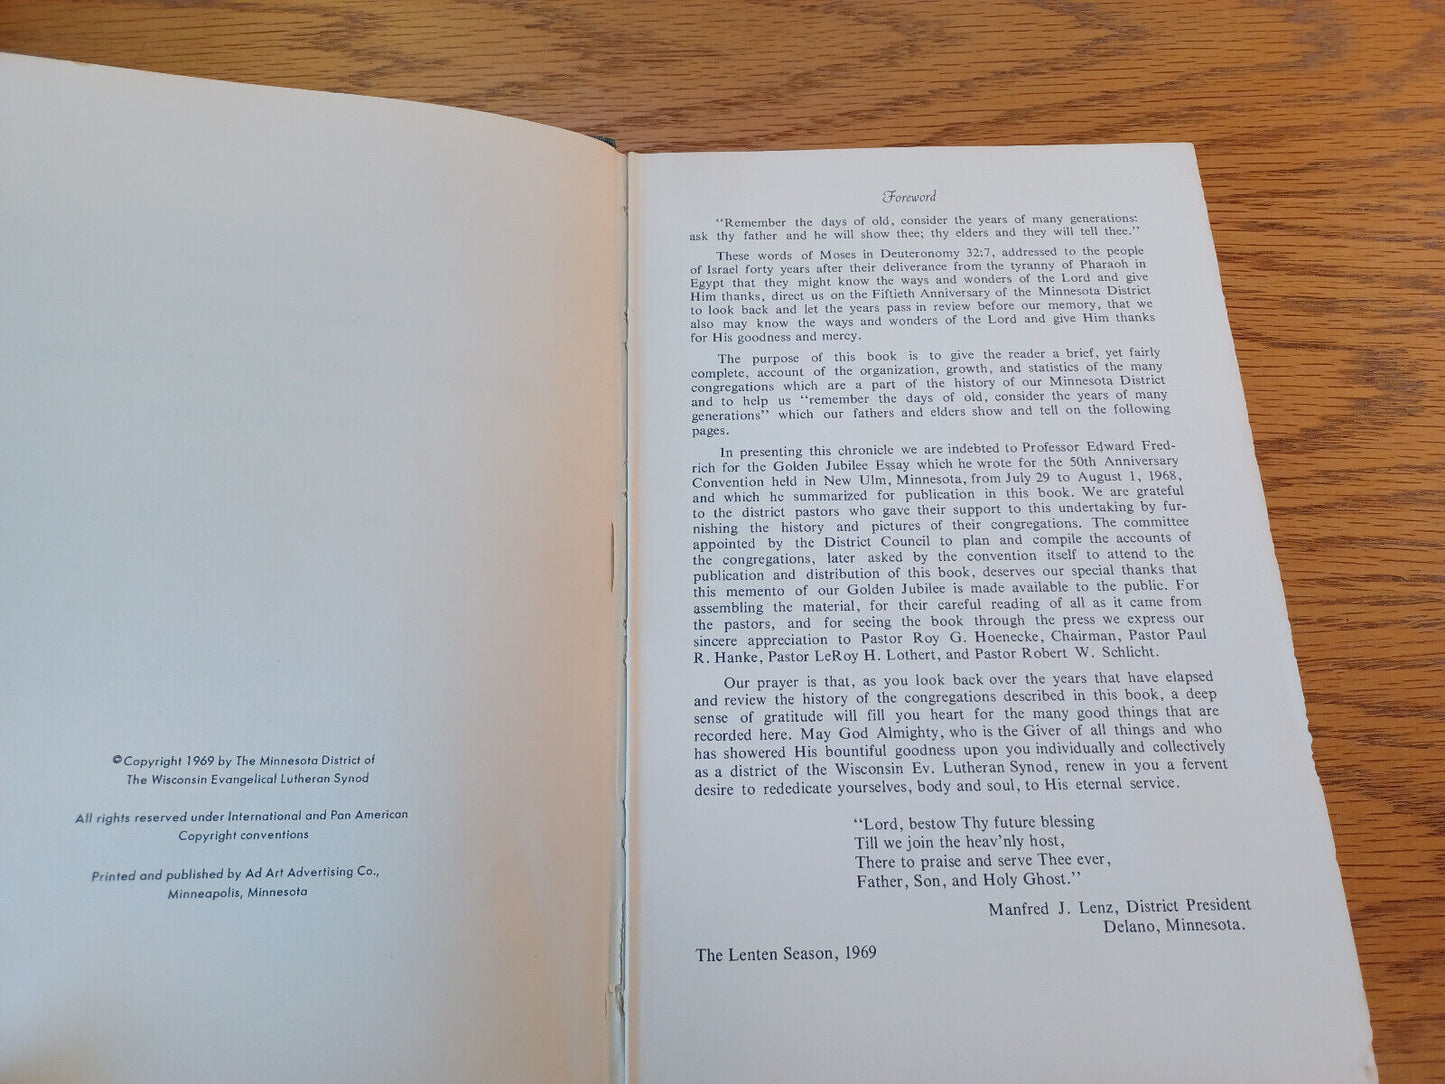 ©Copyright 1969 by The Minnesota District of
The Wisconsin Evangelical Lutheran Synod
All rights reserved under International and Pan American
Copyright conventions
Printed and published by Ad Art Advertising Co.,
Minneapolis, Minnesota
Foreword
"Remember the days of old, consider the years of many generations:
ask thy father and he will show thee; thy elders and they will tell thee."
These words of Moses in Deuteronomy 32:7, addressed to the people
of Israel forty years after their deliverance from the tyranny of Pharaoh in
Egypt that they might know the ways and wonders of the Lord and give
Him thanks, direct us on the Fiftieth Anniversary of the Minnesota District
to look back and let the years pass in review before our memory, that we
also may know the ways and wonders of the Lord and give Him thanks
for His goodness and mercy.
The purpose of this book is to give the reader a brief, yet fairly
complete, account of the organization, growth, and statistics of the many
congregations which are a part of the history of our Minnesota District
and to help us "remember the days of old, consider the years of many
generations" which our fathers and elders show and tell on the following
pages.
In presenting this chronicle we are indebted to Professor Edward Fred-
rich for the Golden Jubilee Essay which he wrote for the 50th Anniversary
Convention held in New Ulm, Minnesota, from July 29 to August 1, 1968,
and which he summarized for publication in this book. We are grateful
to the district pastors who gave their support to this undertaking by fur-
nishing the history and pictures of their congregations. The committee
appointed by the District Council to plan and compile the accounts of
the congregations, later asked by the convention itself to attend to the
publication and distribution of this book, deserves our special thanks that
this memento of our Golden Jubilee is made available to the public. For
assembling the material, for their careful reading of all as it came from
the pastors, and for seeing the book through the press we express our
sincere appreciation to Pastor Roy G. Hoenecke, Chairman, Pastor Paul
R. Hanke, Pastor LeRoy H. Lothert, and Pastor Robert W. Schlicht.
Our prayer is that, as you look back over the years that have elapsed
and review the history of the congregations described in this book, a deep
sense of gratitude will fill you heart for the many good things that are
recorded here. May God Almighty, who is the Giver of all things and who
has showered His bountiful goodness upon you individually and collectively
as a district of the Wisconsin Ev. Lutheran Synod, renew in you a fervent
desire to rededicate yourselves, body and soul, to His eternal service.
"Lord, bestow Thy future blessing
Till we join the heav'nly host,
There to praise and serve Thee ever,
Father, Son, and Holy Ghost."
Manfred J. Lenz, District President
Delano, Minnesota.
The Lenten Season, 1969